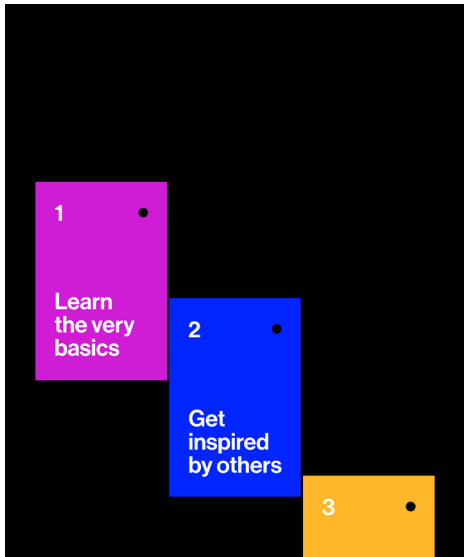 1
Learn
the very
basics
2
Get
inspired
by others
3